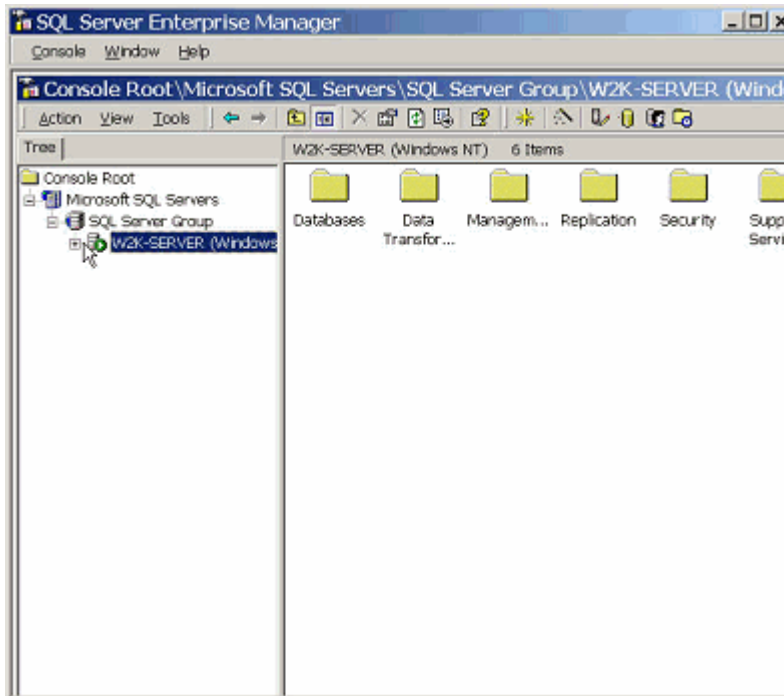 SQL Server Enterprise Manager
Console Window Help
Console Root\Microsoft SQL Servers\SQL Server Group\W2K-SERVER (Wind
Action View Tools
Tree
W2K-SERVER (Windows NT) 6 Items
Console Root
Microsoft SQL Servers
SQL Server Group
W2K-SERVER (Windows
Databases
Data
Transfor...
Managem...
Replication
Security
Supp
Servi